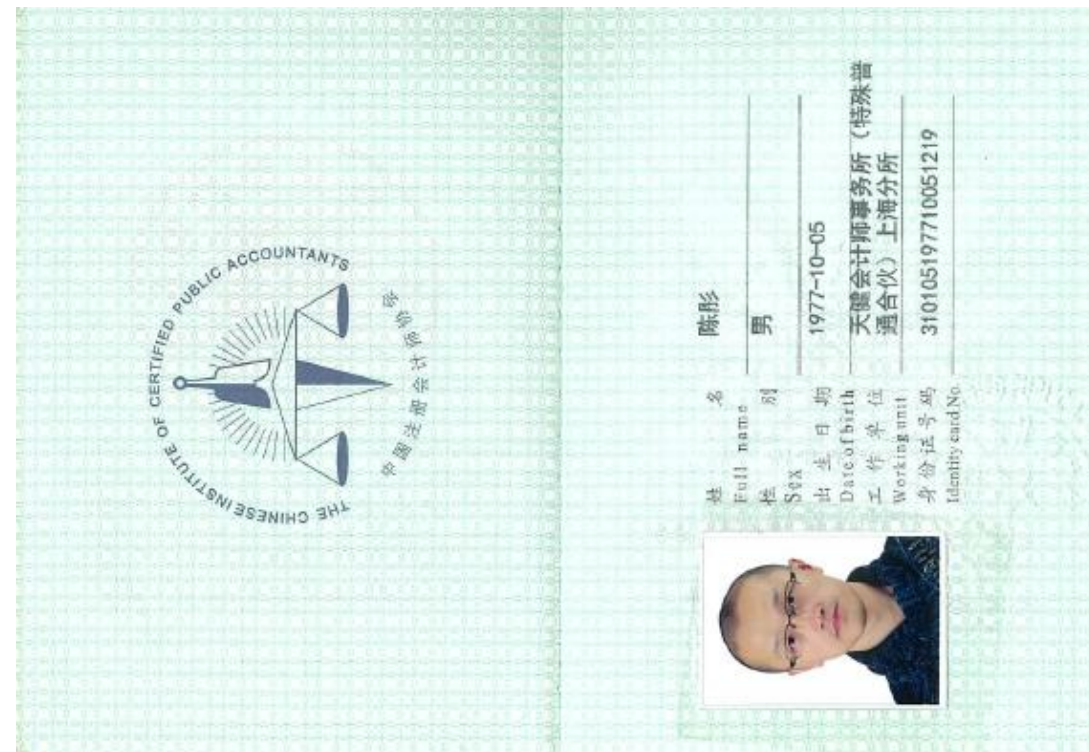 THE CHINESE INSTITUTE OF CERTIFIED PUBLIC ACCOUNTANTS
中國注册会计师协会
姓 名 陈彤
Full name
性 别 男
Sex
出 生 日 期 1977-10-05
Date of birth
工 作 单 位 天健会计师事务所（特殊普
Working unit 通合伙）上海分所
身份证号码 310105197710051219
Identity card No.